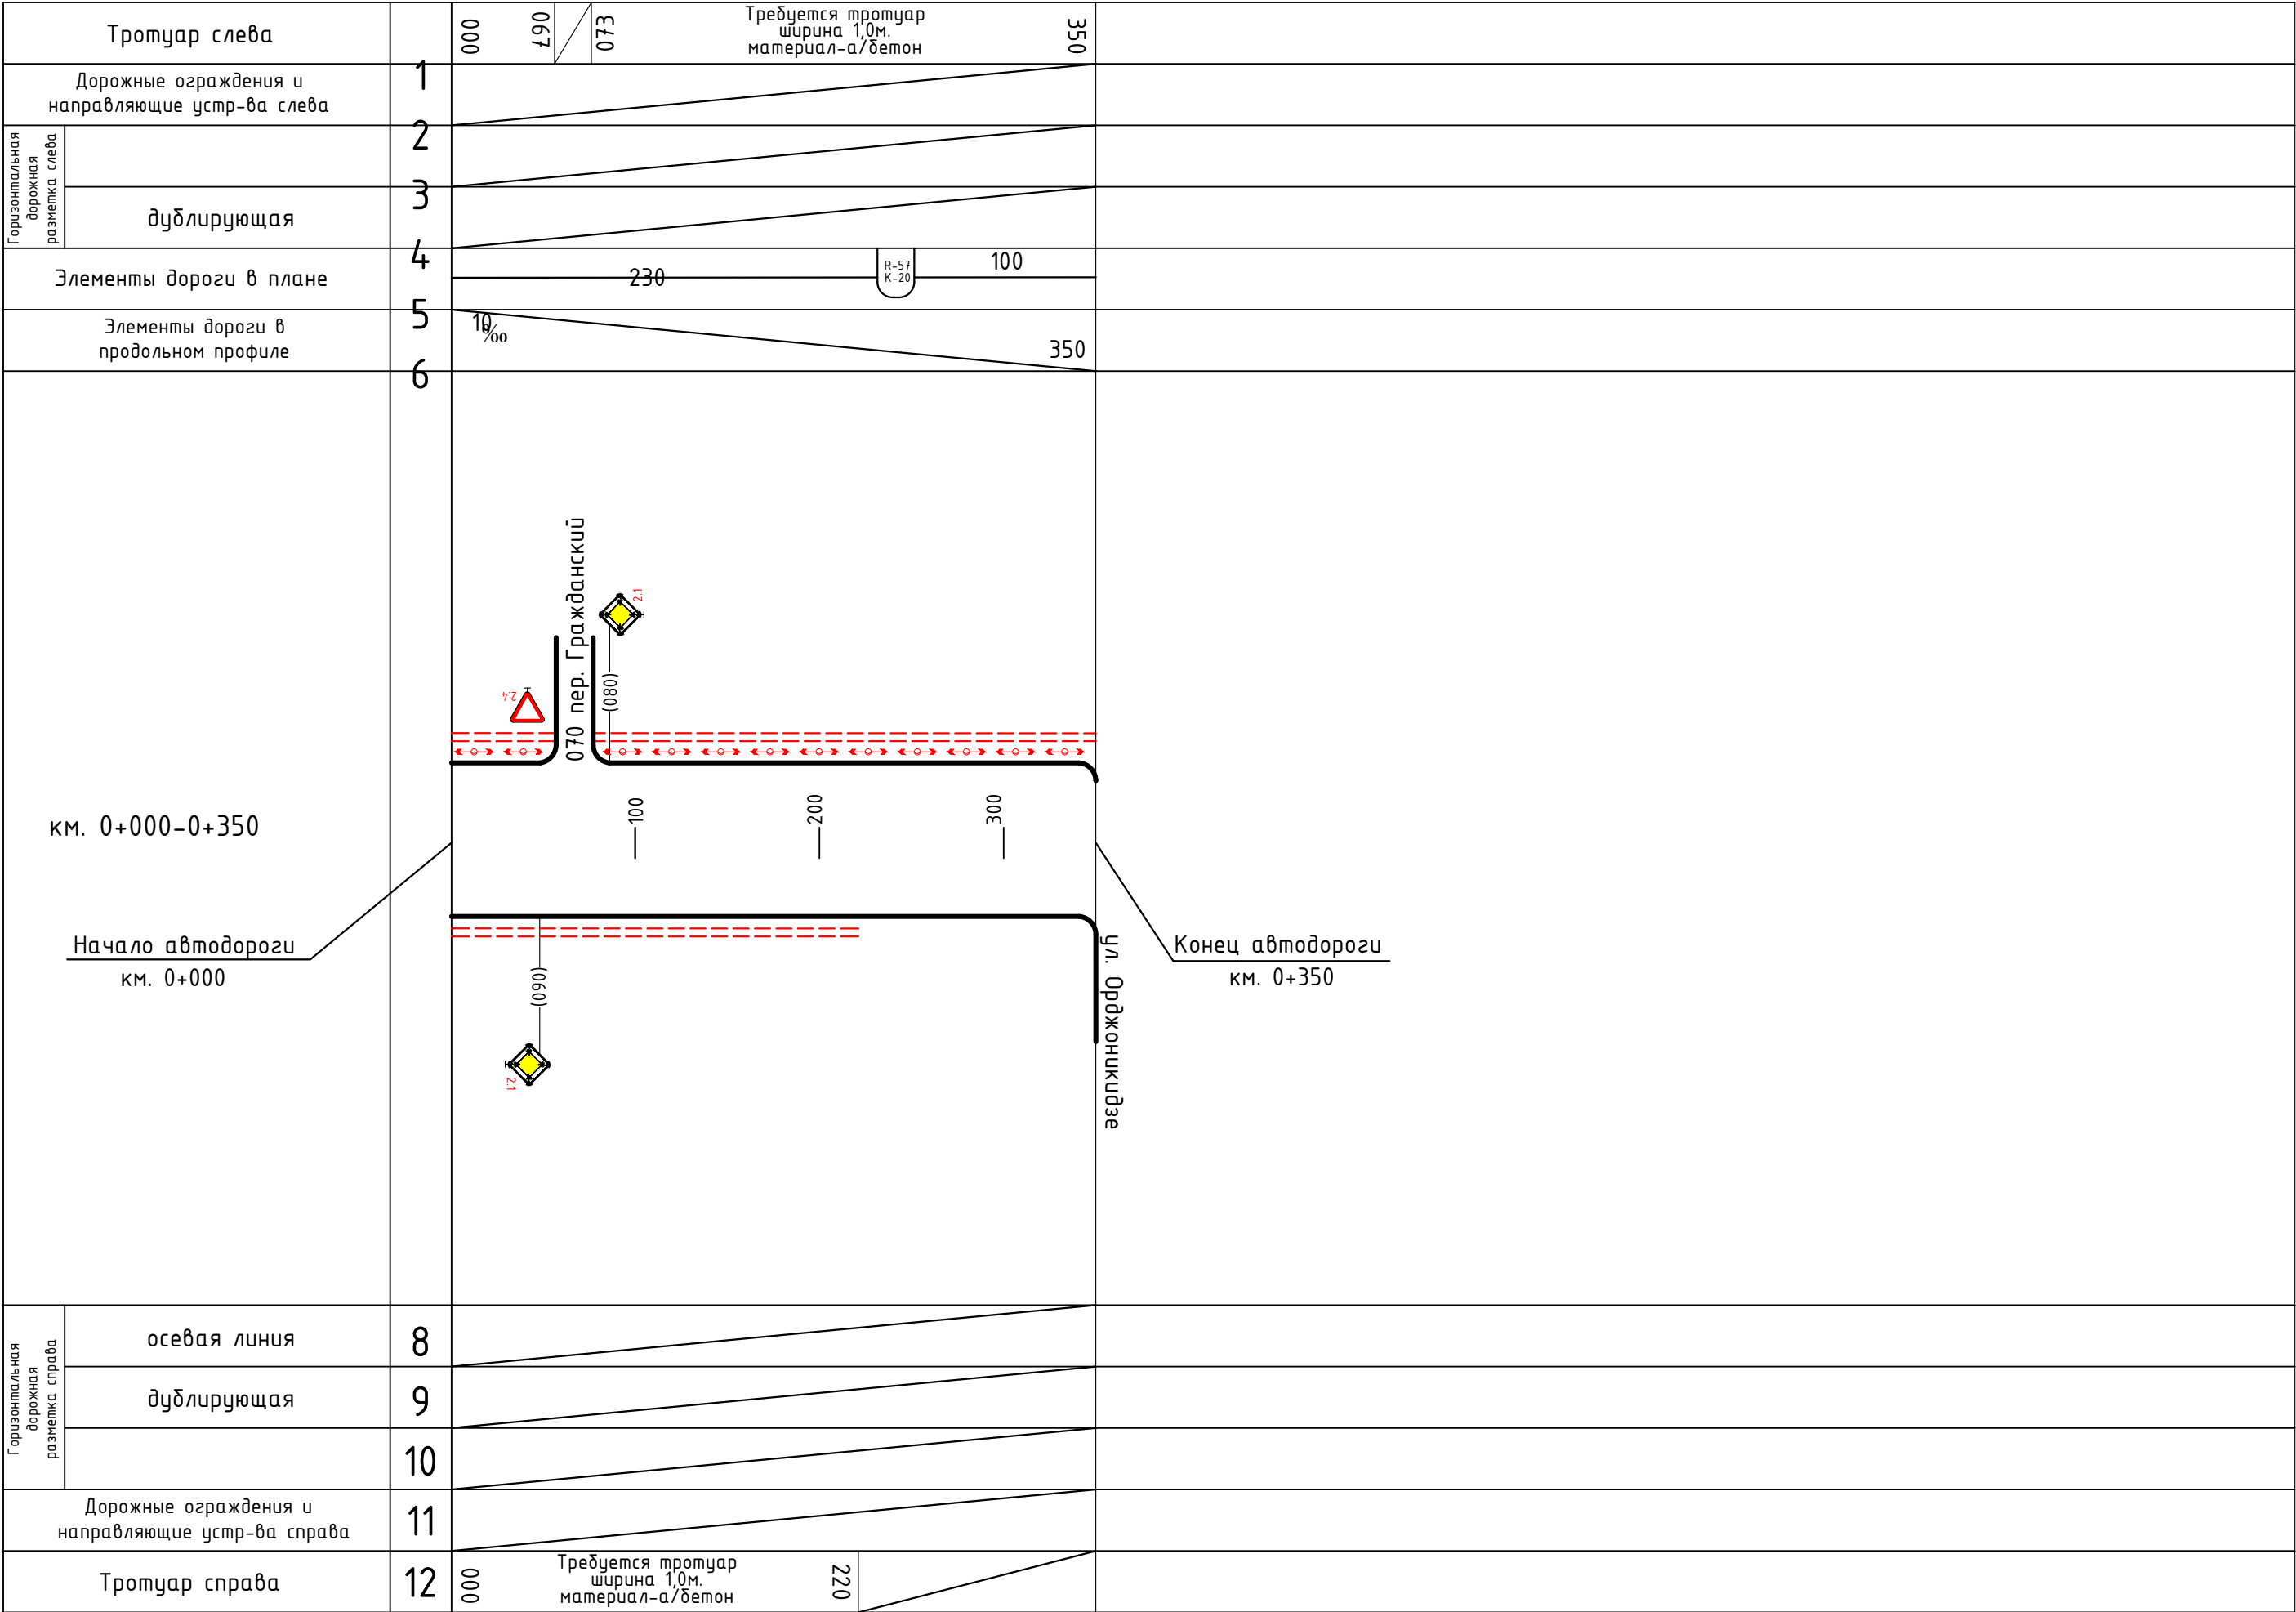 Тротуар слева
000
067
073
Требуется тротуар
ширина 1,0м.
материал-а/бетон
350
Дорожные ограждения и
направляющие устр-ва слева
1
Горизонтальная
дорожная
разметка слева
2
дублирующая
3
Элементы дороги в плане
4
230
R-57
K-20
100
Элементы дороги в
продольном профиле
5
10
‰
350
6
070 пер. Гражданский
2.1
(080)
2.4
100
200
300
км. 0+000-0+350
Начало автодороги
км. 0+000
(060)
2.1
ул. Орджоникидзе
Конец автодороги
км. 0+350
Горизонтальная
дорожная
разметка справа
осевая линия
8
дублирующая
9
10
Дорожные ограждения и
направляющие устр-ва справа
11
Тротуар справа
12
000
Требуется тротуар
ширина 1,0м.
материал-а/бетон
220